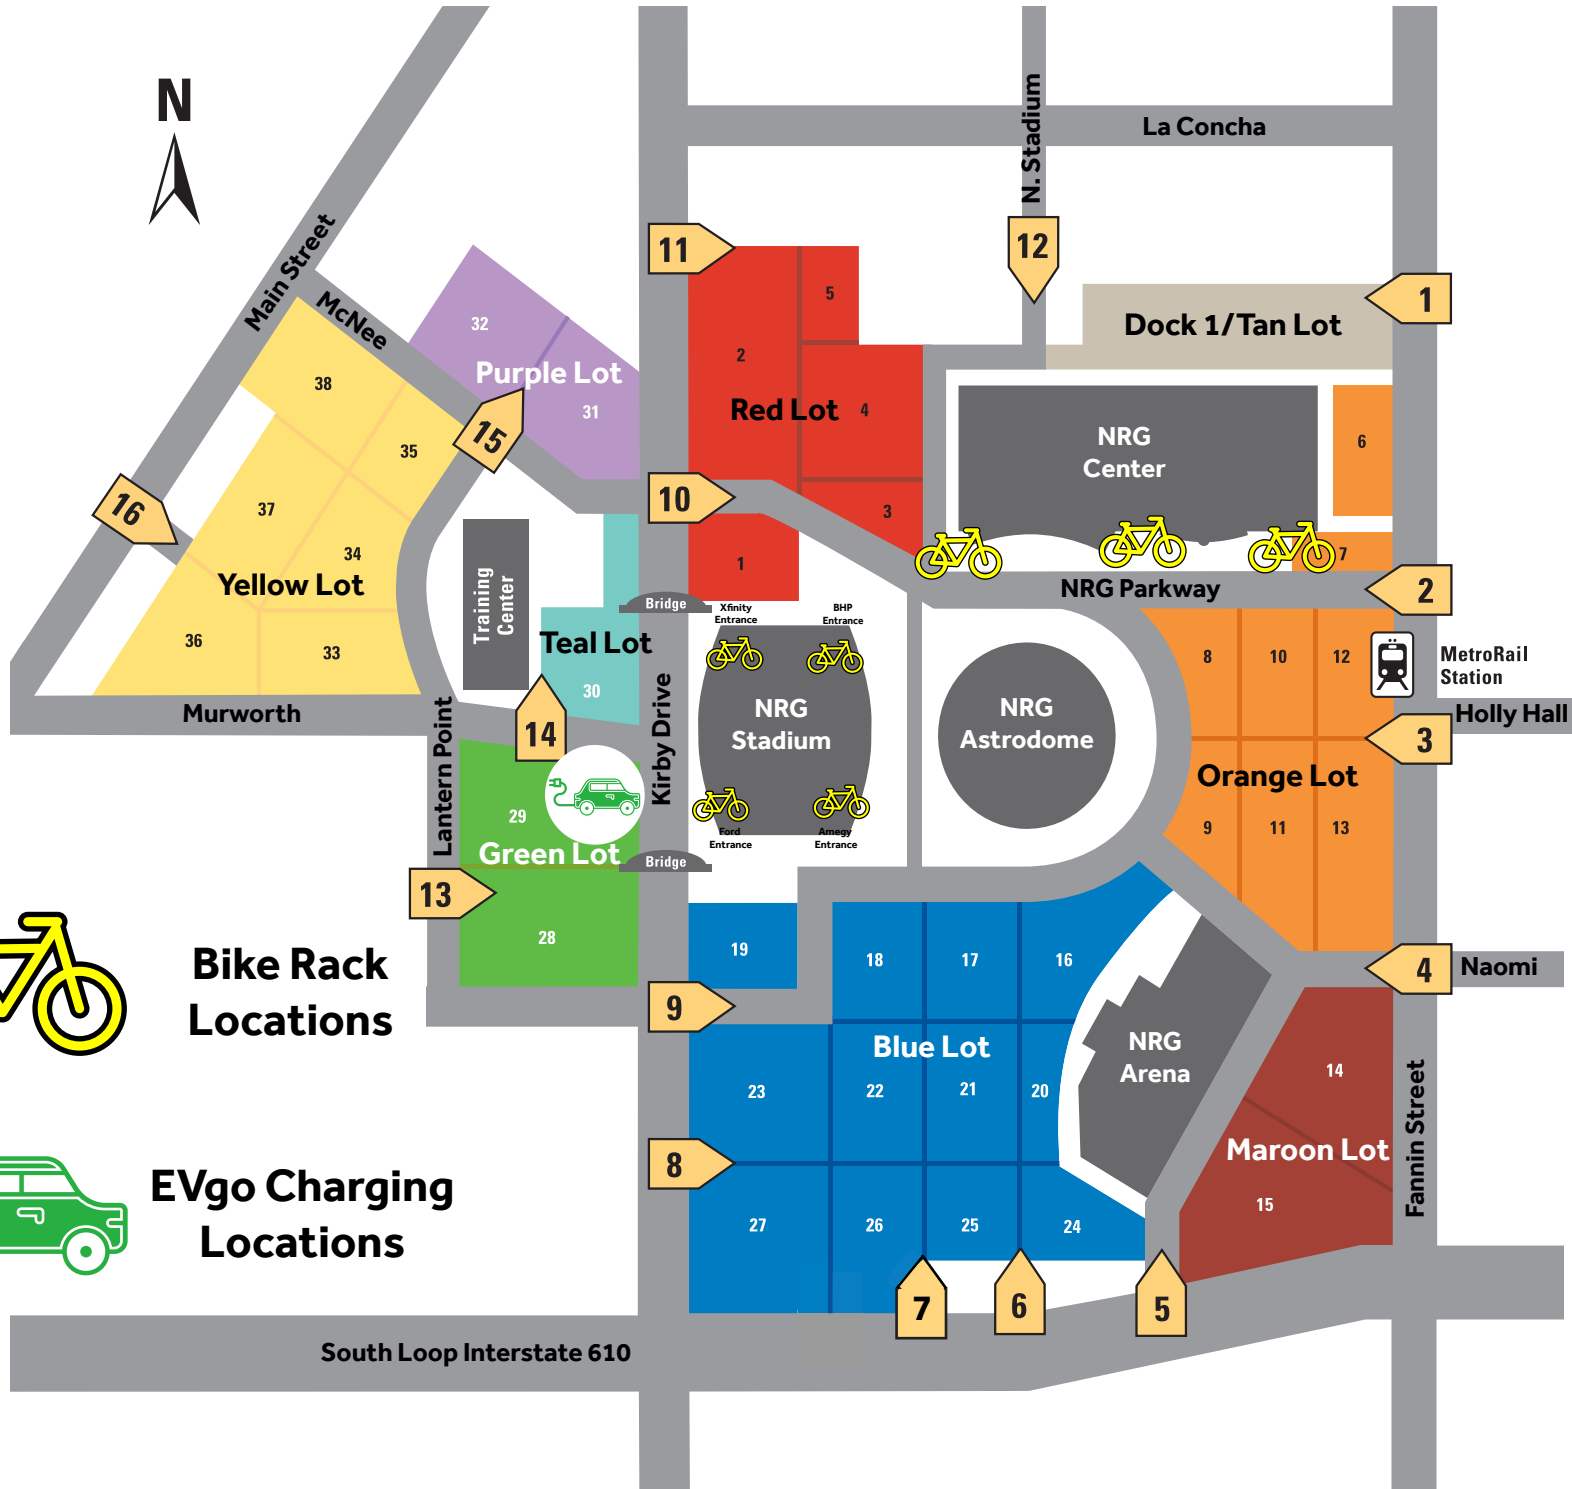 N
La Concha
N. Stadium
Main Street
McNee
11
12
1
5
2
4
3
1
Red Lot
Dock 1/Tan Lot
32
Purple Lot
31
38
35
15
37
16
34
Yellow Lot
36
33
10
NRG
Center
6
7
NRG Parkway
2
Training
Center
Bridge
Teal Lot
30
Xfinity
Entrance
BHP
Entrance
NRG
Stadium
Ford
Entrance
Amegy
Entrance
NRG
Astrodome
8
10
12
MetroRail
Station
Holly Hall
3
Orange Lot
9
11
13
Murworth
14
Lantern Point
Kirby Drive
29
Green Lot
Bridge
13
28
Bike Rack
Locations
19
9
18
17
16
4
Naomi
Blue Lot
23
22
21
20
NRG
Arena
14
Maroon Lot
15
Fannin Street
EVgo Charging
Locations
8
27
26
25
24
7
6
5
South Loop Interstate 610